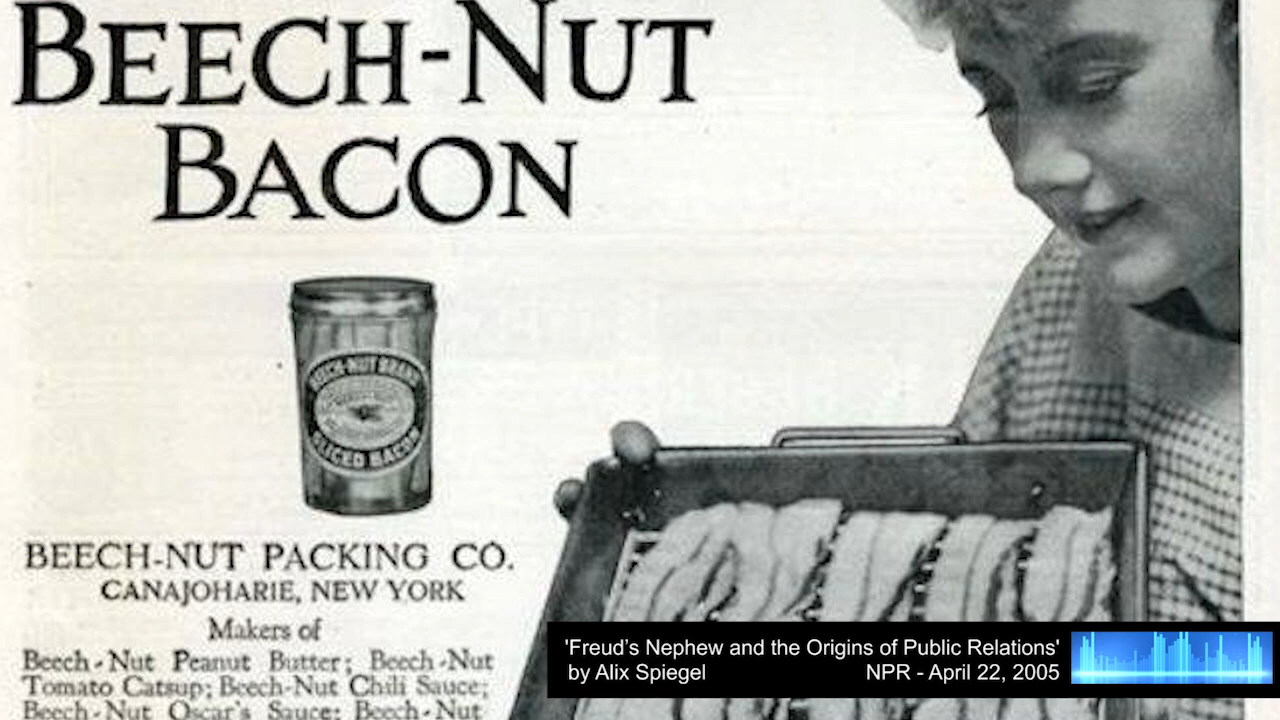 BEECH-NUT
BACON
BEECH-NUT BRAND
SLICED BACON
BEECH-NUT PACKING CO.
CANAJOHARIE, NEW YORK
Makers of
Beech-Nut Peanut Butter; Beech-Nut
Tomato Catsup; Beech-Nut Chili Sauce;
Beech-Nut Oscar's Sauce; Beech-Nut
'Freud's Nephew and the Origins of Public Relations'
by Alix Spiegel NPR - April 22, 2005